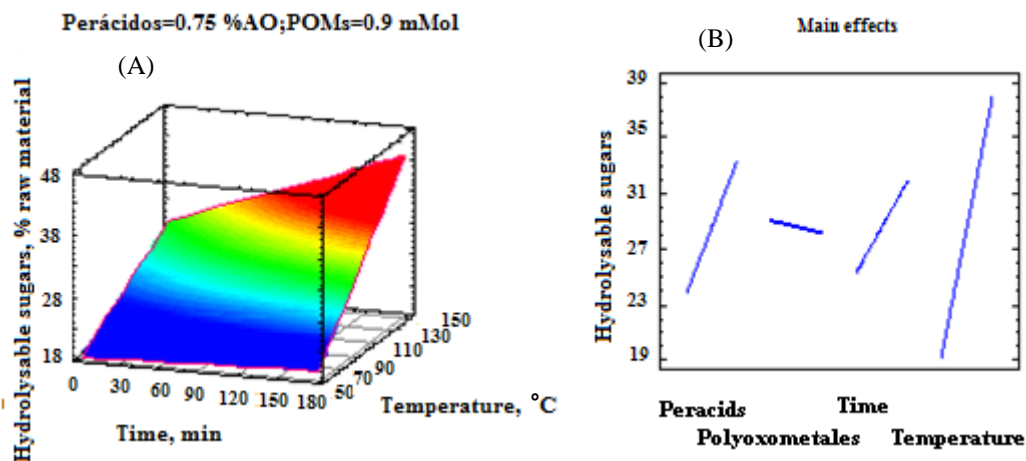 Perácidos=0.75 %AO;POMs=0.9 mMol
(A)
Hydrolysable sugars, % raw material
48
38
28
18
0 30 60 90 120 150 180
Time, min
50 70 90 110 130 150
Temperature, °C
(B)
Main effects
Hydrolysable sugars
39
35
31
27
23
19
Peracids
Polyoxometales
Time
Temperature